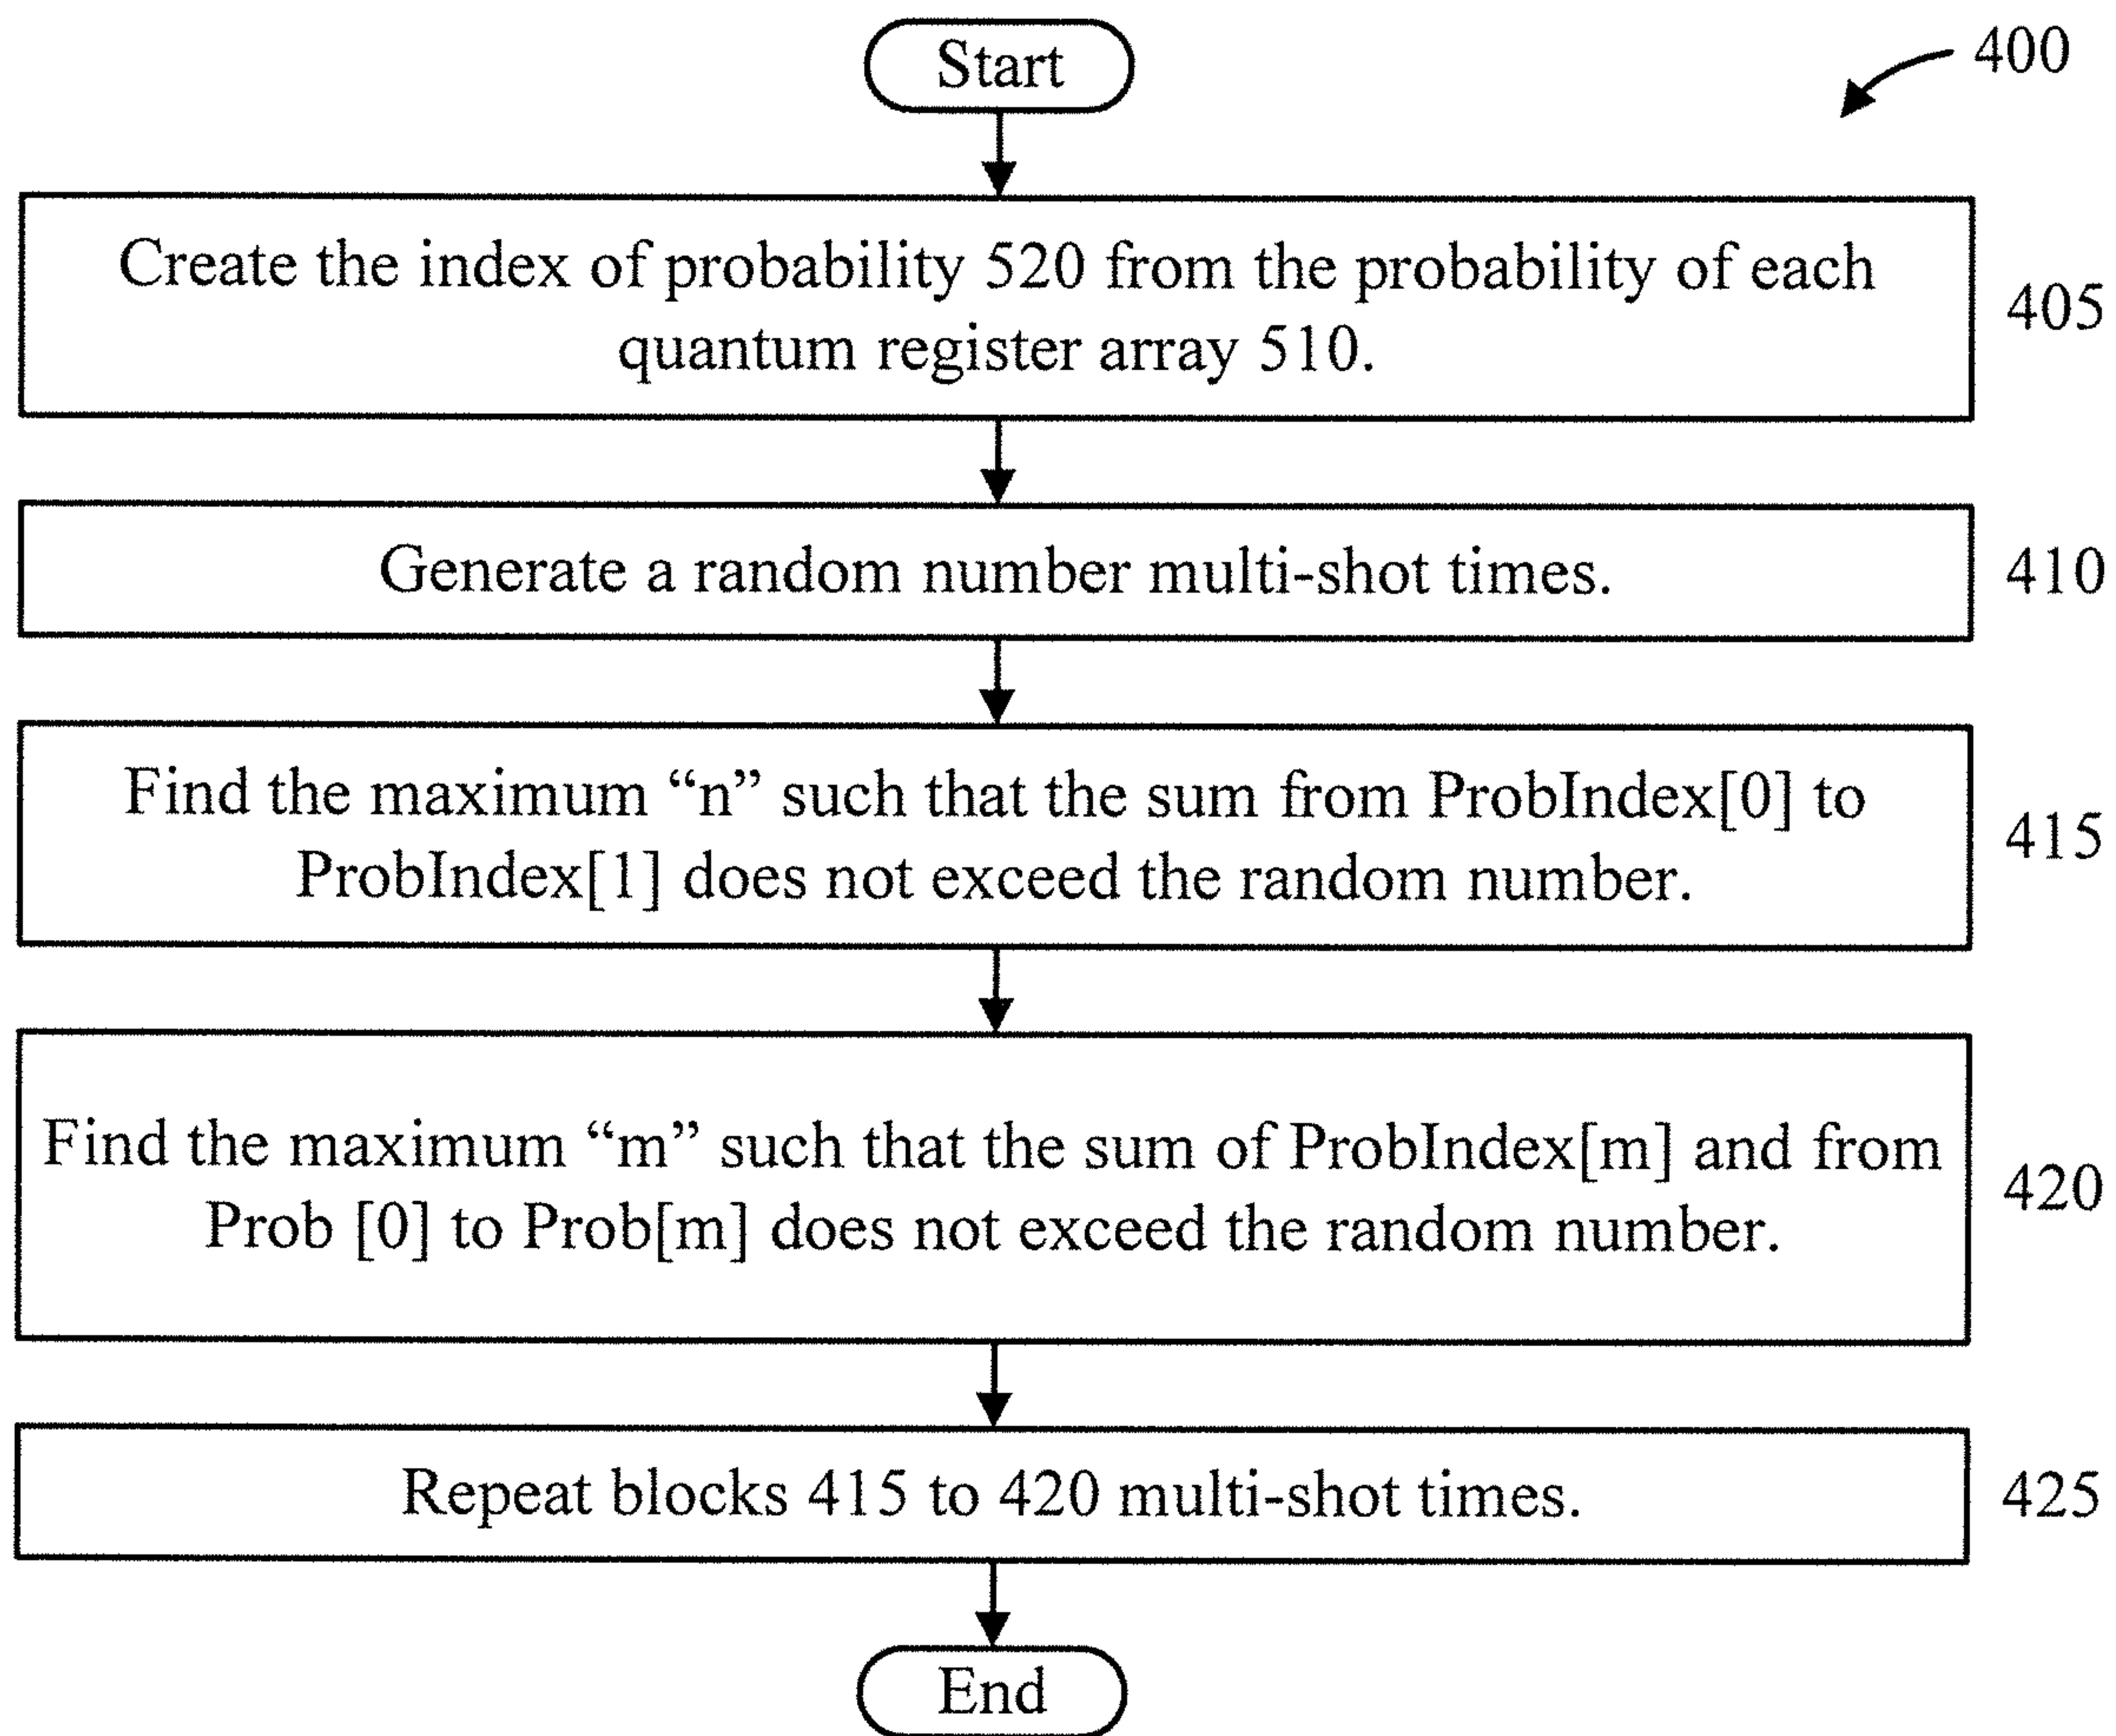 Start
400
Create the index of probability 520 from the probability of each
quantum register array 510.
405
Generate a random number multi-shot times.
410
Find the maximum “n” such that the sum from ProbIndex[0] to
ProbIndex[1] does not exceed the random number.
415
Find the maximum “m” such that the sum of ProbIndex[m] and from
Prob [0] to Prob[m] does not exceed the random number.
420
Repeat blocks 415 to 420 multi-shot times.
425
End